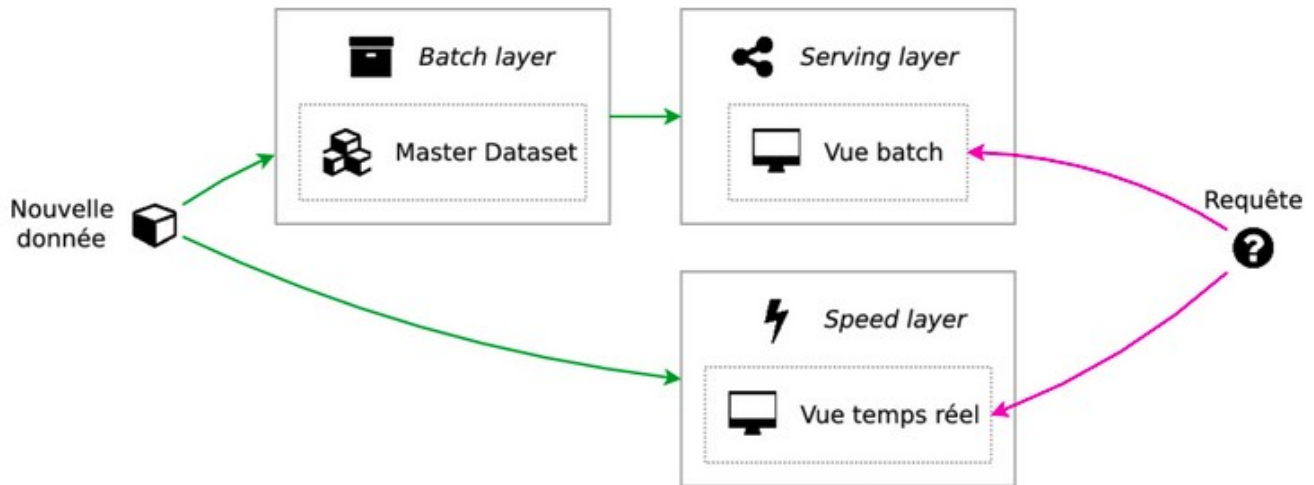 Batch layer
Master Dataset
Serving layer
Vue batch
Nouvelle
donnée
Requête
?
Speed layer
Vue temps réel